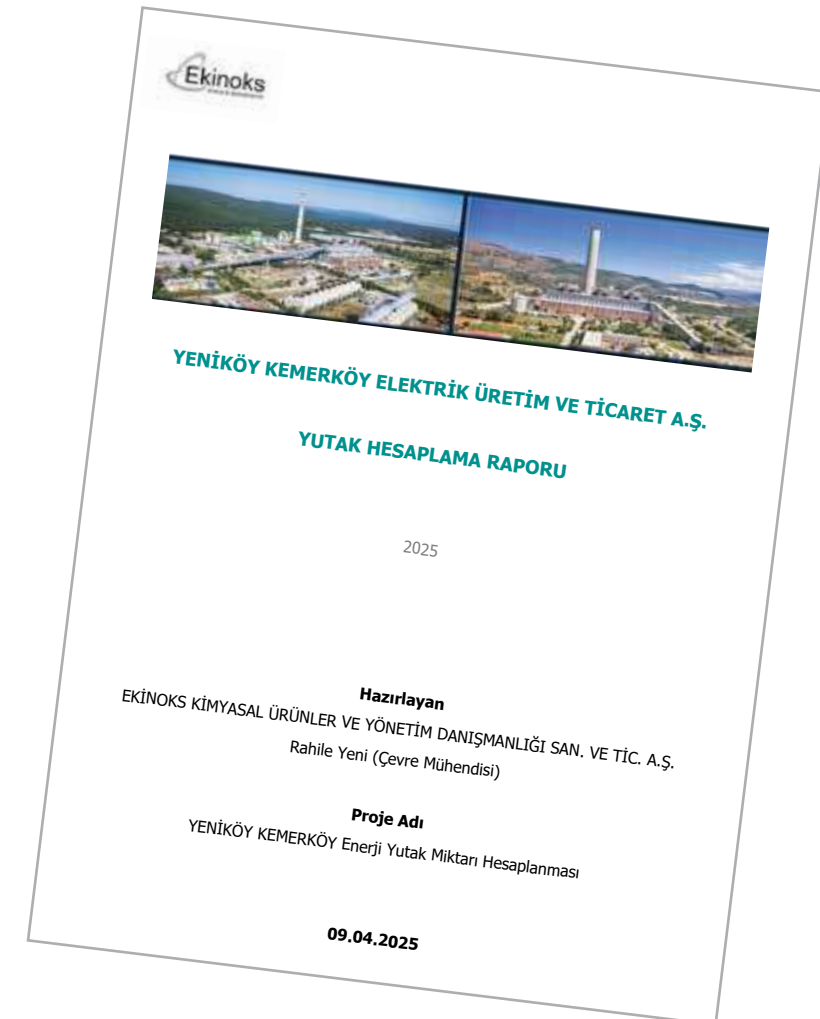 Ekinoks
YENİKÖY KEMERKÖY ELEKTRİK ÜRETİM VE TİCARET A.Ş.
YUTAK HESAPLAMA RAPORU
2025
Hazırlayan
EKİNOKS KİMYASAL ÜRÜNLER VE YÖNETİM DANIŞMANLIĞI SAN. VE TİC. A.Ş.
Rahile Yeni (Çevre Mühendisi)
Proje Adı
YENİKÖY KEMERKÖY Enerji Yutak Miktarı Hesaplanması
09.04.2025